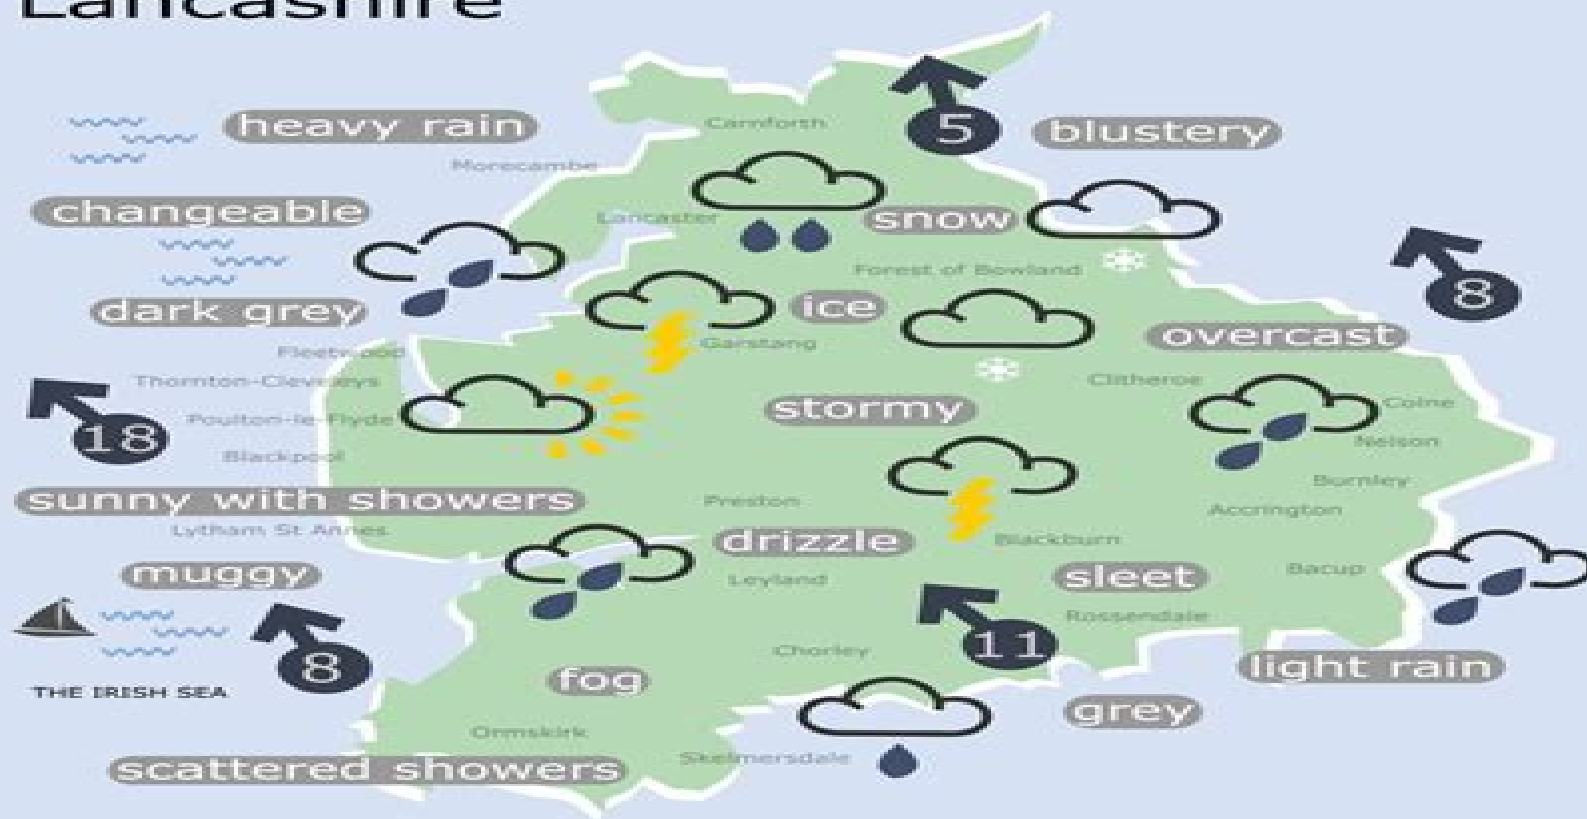 Lancashire
heavy rain
Carnforth
5
blustery
Morecambe
changeable
Lancaster
snow
Forest of Bowland
dark grey
ice
8
Garstang
overcast
Fleetwood
Thornton-Cleveleys
Clitheroe
Poulton-le-Flyde
stormy
Colne
18
Nelson
Blackpool
Burnley
sunny with showers
Preston
Accrington
Lytham St Annes
drizzle
Blackburn
muggy
Leyland
sleet
Bacup
Rossendale
8
Chorley
11
light rain
THE IRISH SEA
fog
grey
Ormskirk
scattered showers
Skelmersdale